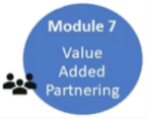 Module 7
Value
Added
Partnering